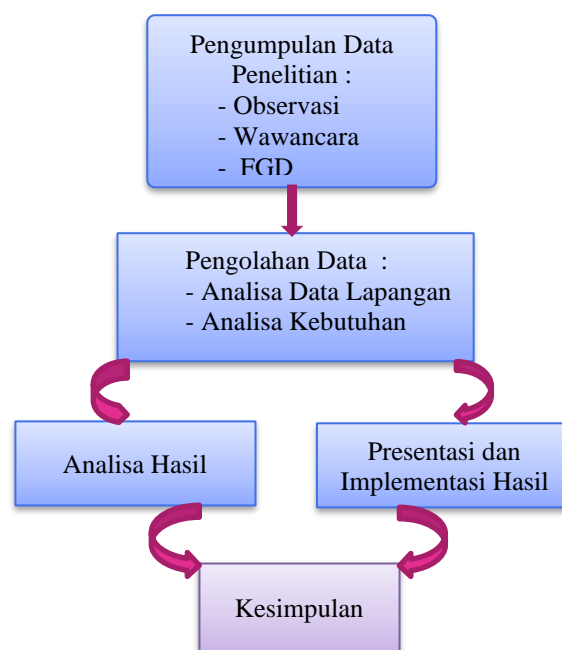 Pengumpulan Data
Penelitian :
- Observasi
- Wawancara
- FGD
Pengolahan Data :
- Analisa Data Lapangan
- Analisa Kebutuhan
Analisa Hasil
Presentasi dan
Implementasi Hasil
Kesimpulan